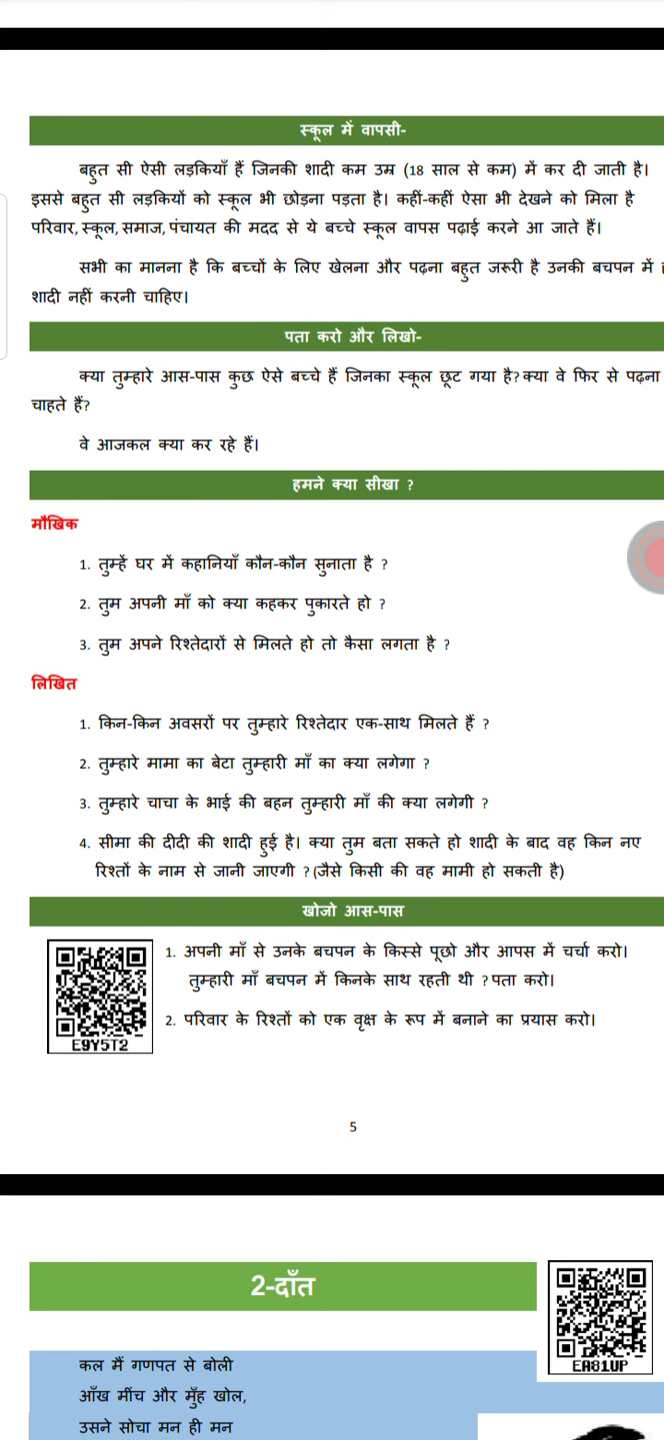 स्कूल में वापसी-
बहुत सी ऐसी लड़कियाँ हैं जिनकी शादी कम उम्र (18 साल से कम) में कर दी जाती है।
इससे बहुत सी लड़कियों को स्कूल भी छोड़ना पड़ता है। कहीं-कहीं ऐसा भी देखने को मिला है
परिवार, स्कूल, समाज, पंचायत की मदद से ये बच्चे स्कूल वापस पढ़ाई करने आ जाते हैं।
सभी का मानना है कि बच्चों के लिए खेलना और पढ़ना बहुत जरूरी है उनकी बचपन में
शादी नहीं करनी चाहिए।
पता करो और लिखो-
क्या तुम्हारे आस-पास कुछ ऐसे बच्चे हैं जिनका स्कूल छूट गया है? क्या वे फिर से पढ़ना
चाहते हैं?
वे आजकल क्या कर रहे हैं।
हमने क्या सीखा ?
मौखिक
1. तुम्हें घर में कहानियाँ कौन-कौन सुनाता है ?
2. तुम अपनी माँ को क्या कहकर पुकारते हो ?
3. तुम अपने रिश्तेदारों से मिलते हो तो कैसा लगता है ?
लिखित
1. किन-किन अवसरों पर तुम्हारे रिश्तेदार एक-साथ मिलते हैं ?
2. तुम्हारे मामा का बेटा तुम्हारी माँ का क्या लगेगा ?
3. तुम्हारे चाचा के भाई की बहन तुम्हारी माँ की क्या लगेगी ?
4. सीमा की दीदी की शादी हुई है। क्या तुम बता सकते हो शादी के बाद वह किन नए
रिश्तों के नाम से जानी जाएगी ? (जैसे किसी की वह मामी हो सकती है)
खोजो आस-पास
1. अपनी माँ से उनके बचपन के किस्से पूछो और आपस में चर्चा करो।
तुम्हारी माँ बचपन में किनके साथ रहती थी ? पता करो।
2. परिवार के रिश्तों को एक वृक्ष के रूप में बनाने का प्रयास करो।
E9Y5T2
5
2-दाँत
EA81UP
कल मैं गणपत से बोली
आँख मींच और मुँह खोल,
उसने सोचा मन ही मन